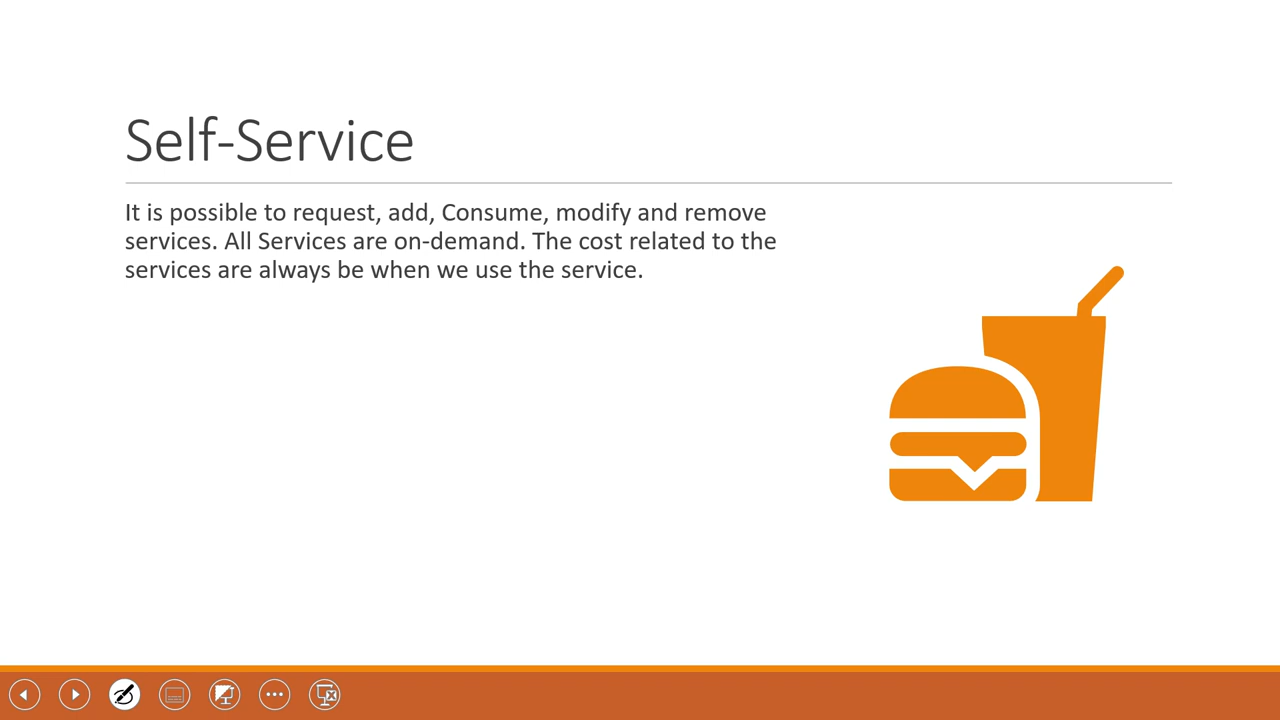 Self-Service
It is possible to request, add, Consume, modify and remove
services. All Services are on-demand. The cost related to the
services are always be when we use the service.